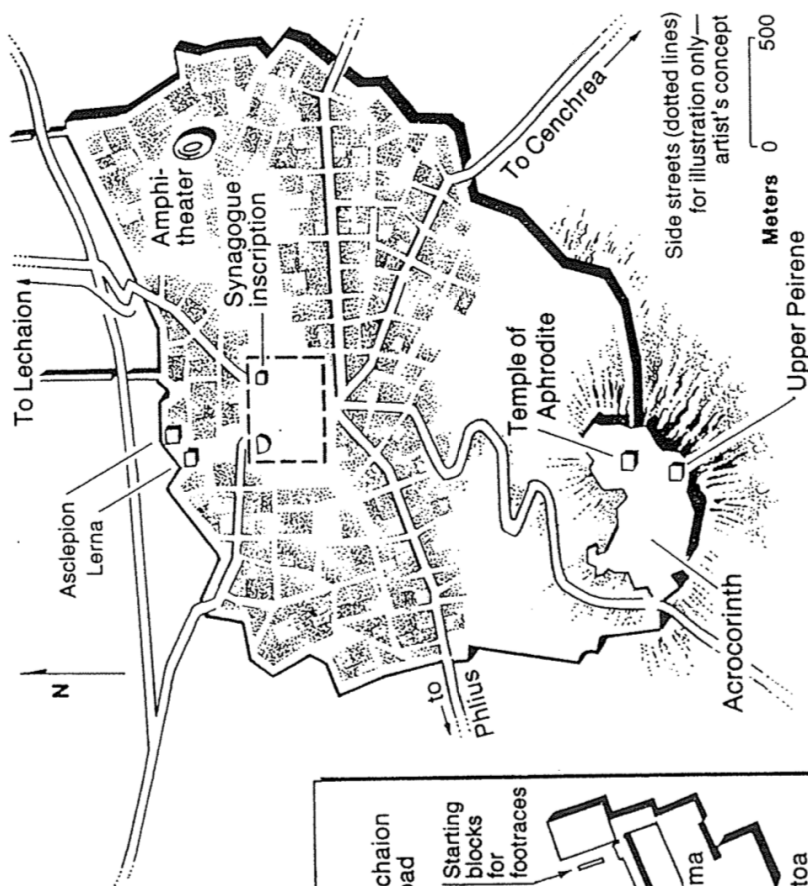 To Lechaion
N
Asclepion
Lerna
Amphi-
theater
Synagogue
inscription
To Cenchrea
to
Phlius
Temple of
Aphrodite
Upper Peirene
Acrocorinth
Side streets (dotted lines)
for illustration only—
artist's concept
0 500
Meters
chaion
oad
Starting
blocks
for
footraces
ma
toa